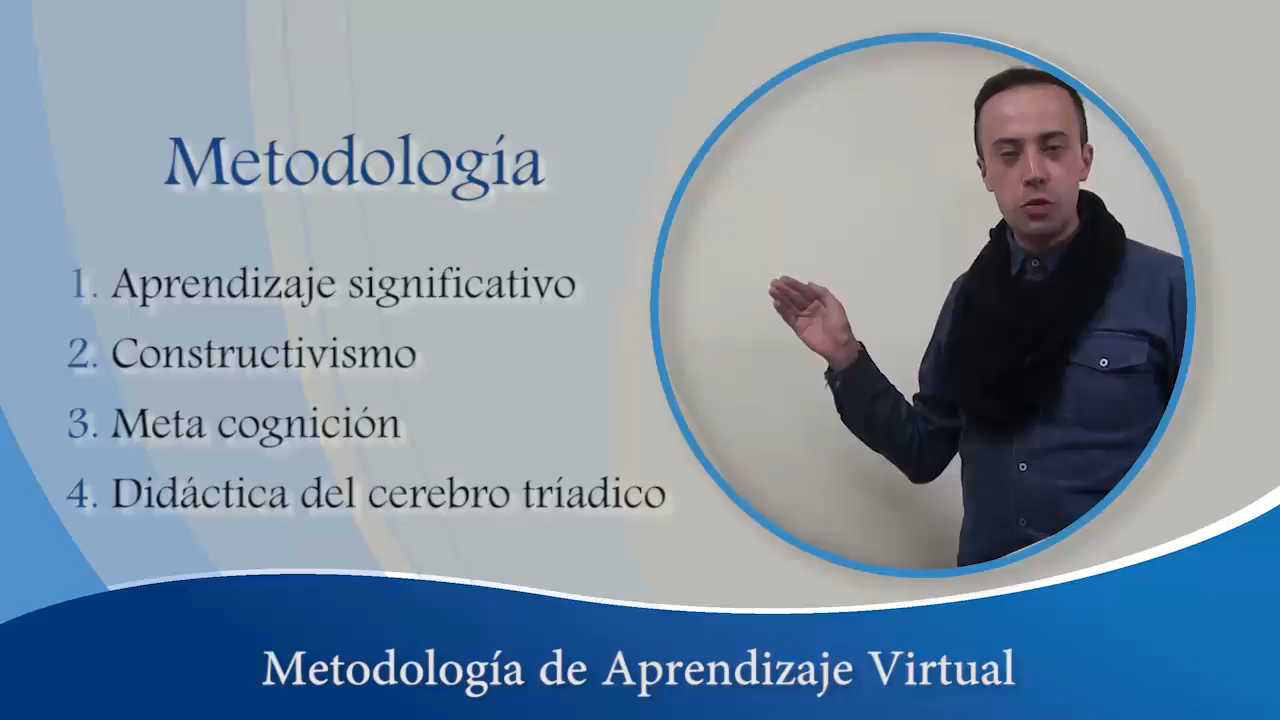 Metodología
1. Aprendizaje significativo
2. Constructivismo
3. Meta cognición
4. Didáctica del cerebro tríadico
Metodología de Aprendizaje Virtual